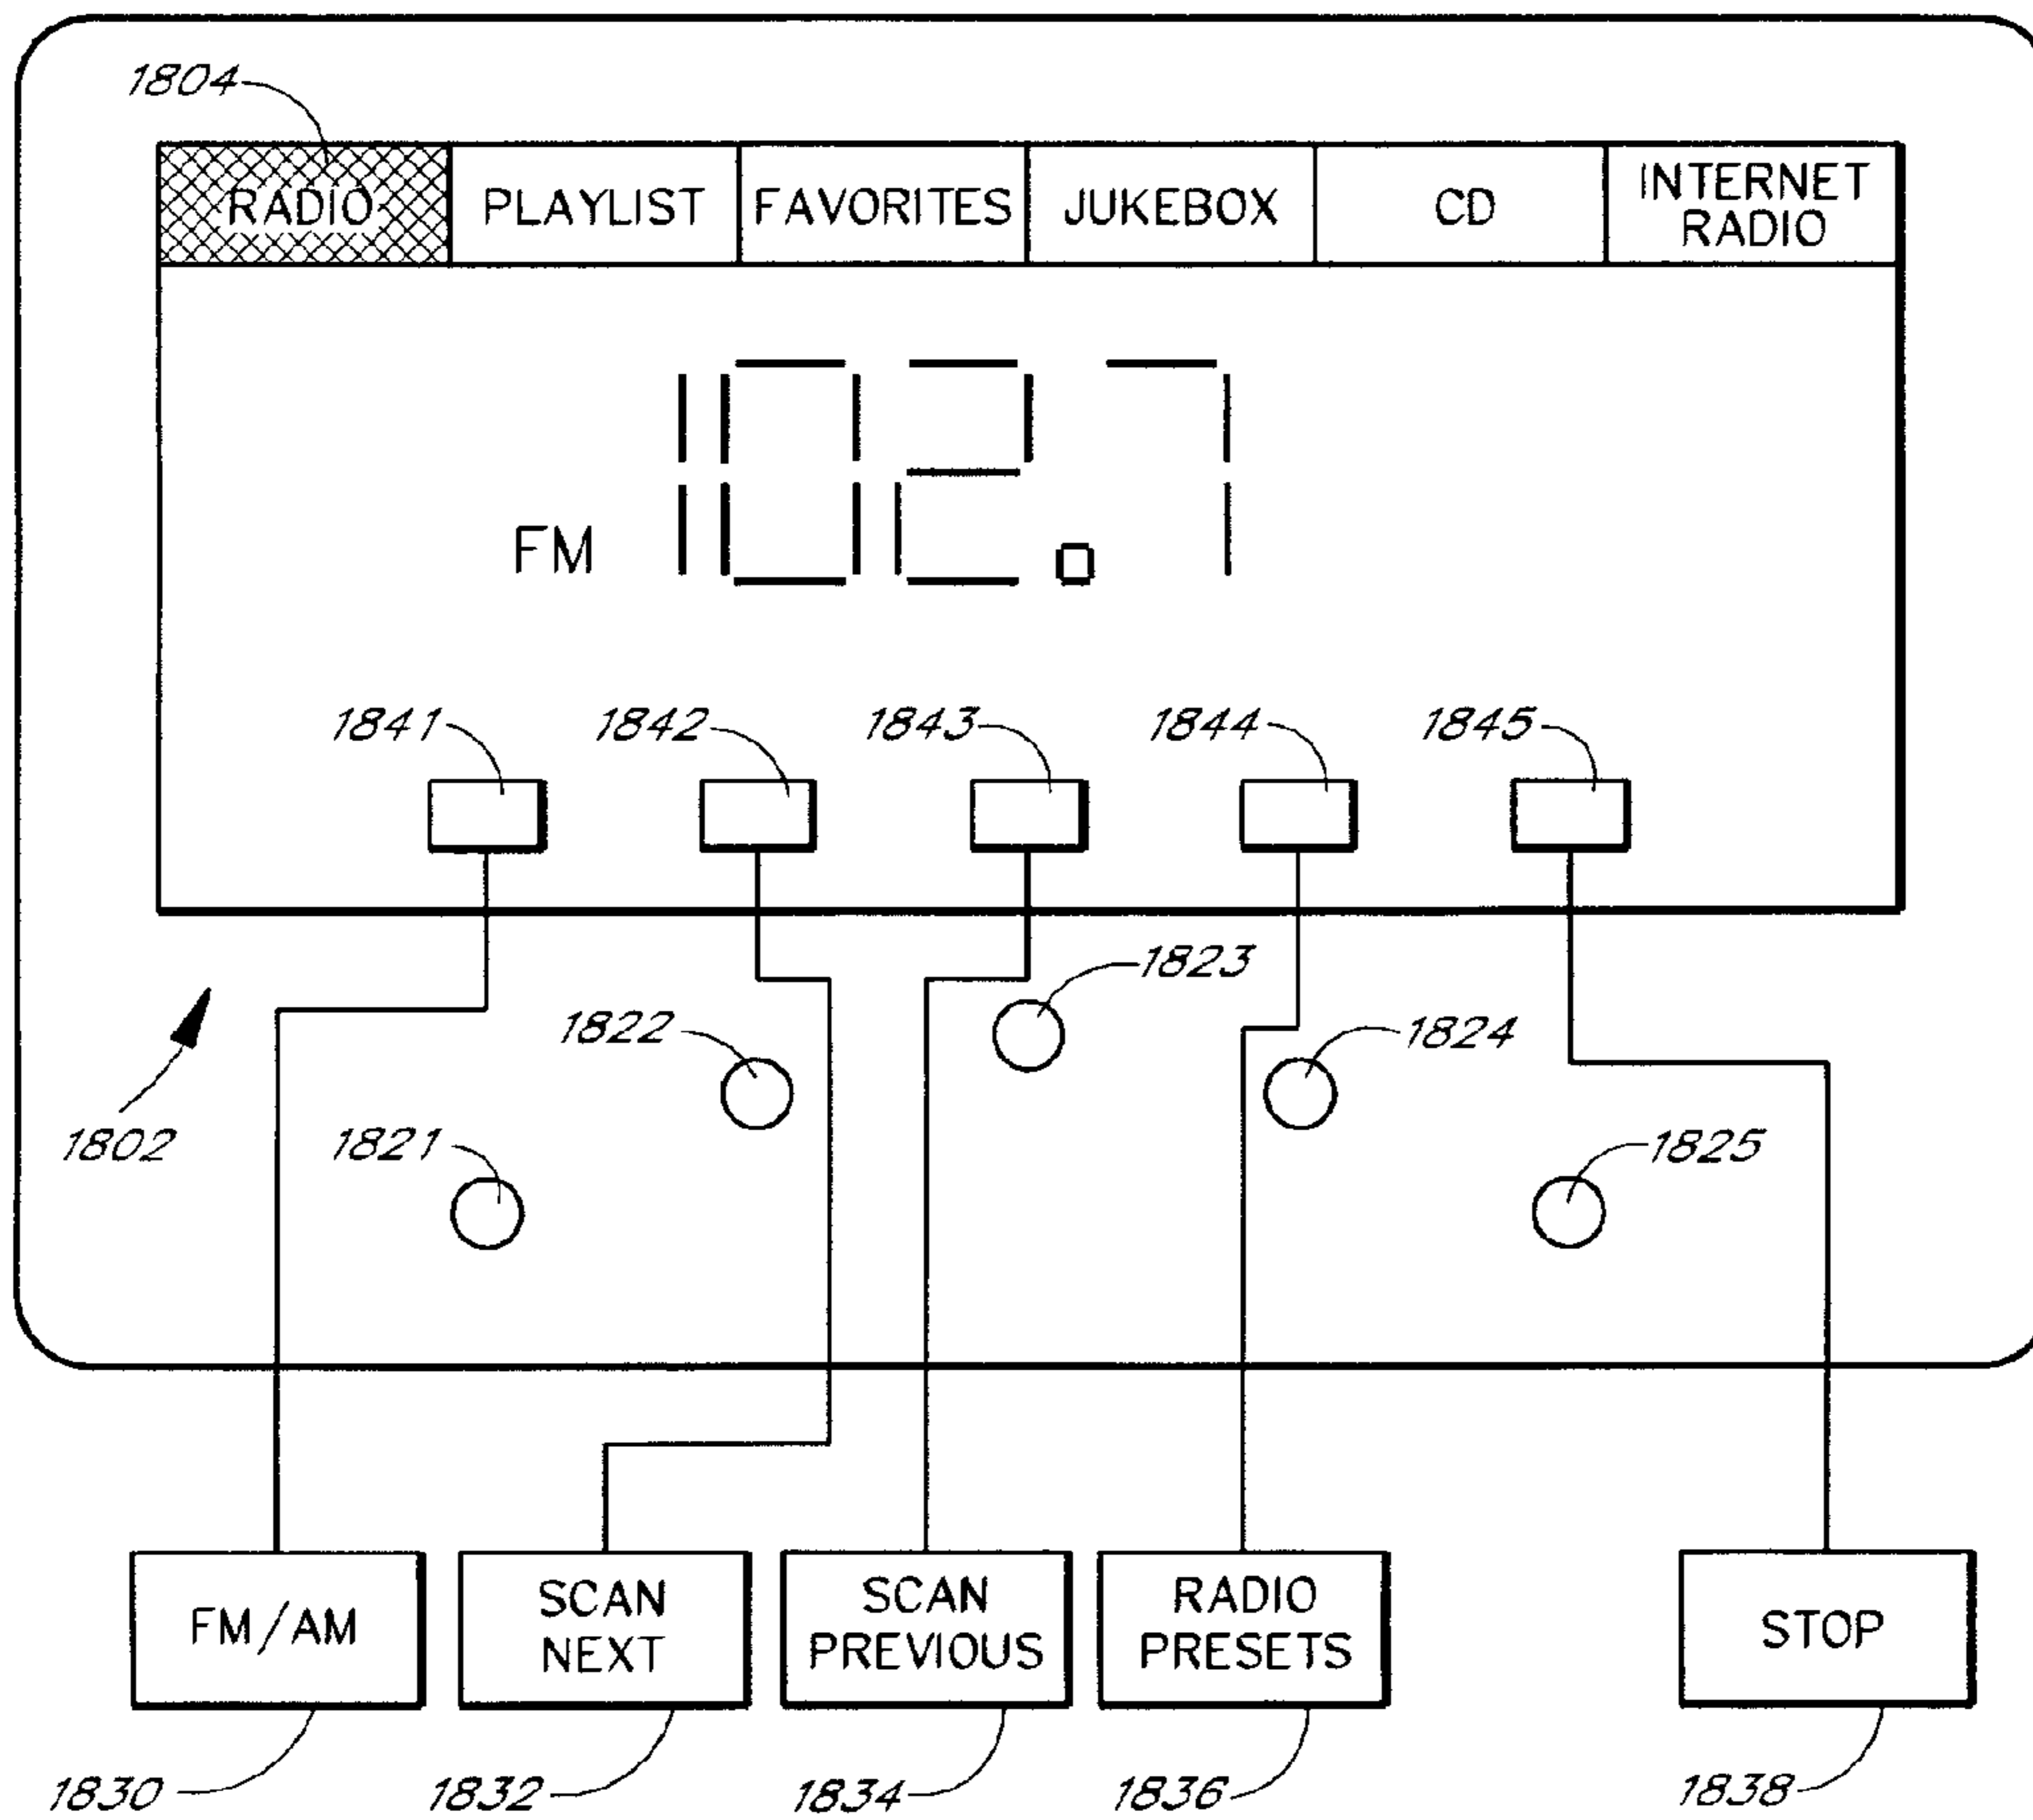 1804
RADIO
PLAYLIST
FAVORITES
JUKEBOX
CD
INTERNET
RADIO
FM
102.7
1841
1842
1843
1844
1845
1823
1822
1824
1802
1821
1825
FM/AM
SCAN
NEXT
SCAN
PREVIOUS
RADIO
PRESETS
STOP
1830
1832
1834
1836
1838